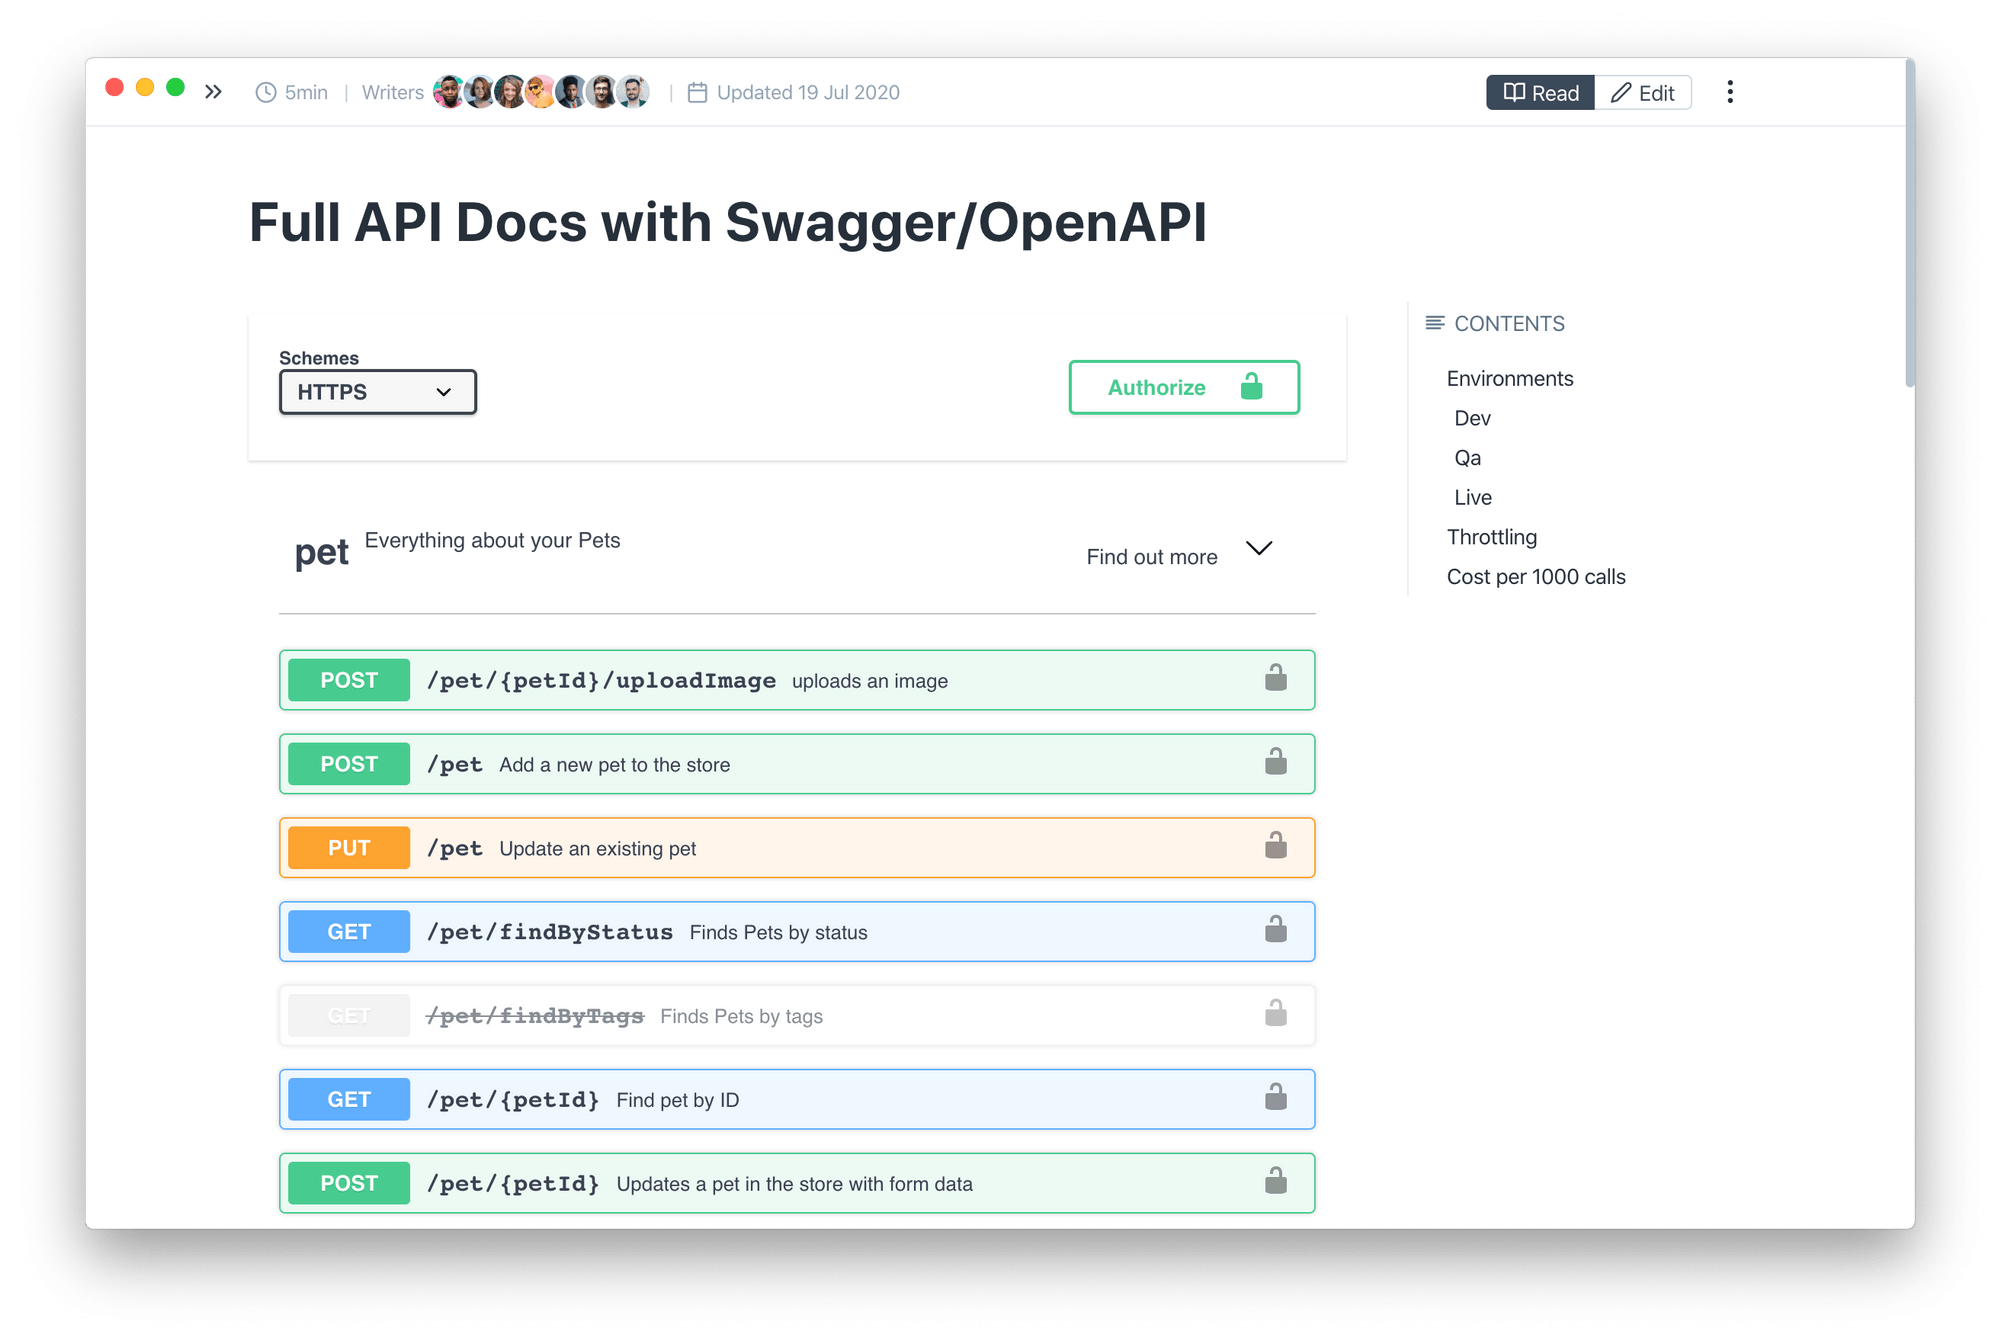 5min | Writers | Updated 19 Jul 2020
Read Edit
Full API Docs with Swagger/OpenAPI
Schemes
HTTPS
Authorize
pet Everything about your Pets
Find out more
POST /pet/{petId}/uploadImage uploads an image
POST /pet Add a new pet to the store
PUT /pet Update an existing pet
GET /pet/findByStatus Finds Pets by status
GET /pet/findByTags Finds Pets by tags
GET /pet/{petId} Find pet by ID
POST /pet/{petId} Updates a pet in the store with form data
CONTENTS
Environments
Dev
Qa
Live
Throttling
Cost per 1000 calls